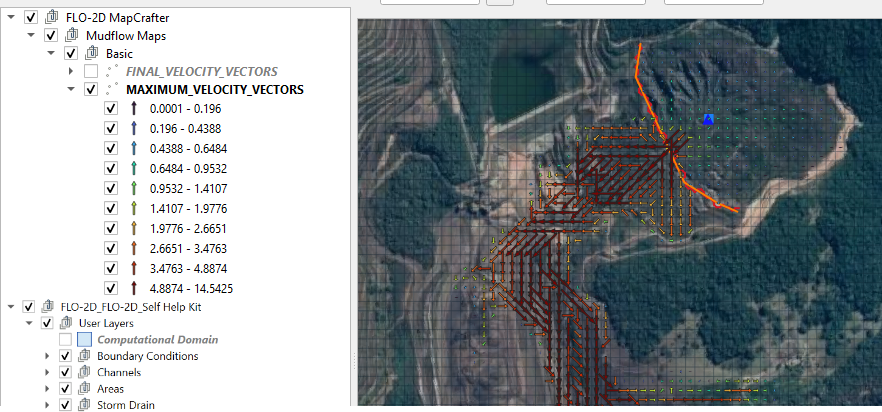 FLO-2D MapCrafter
Mudflow Maps
Basic
FINAL_VELOCITY_VECTORS
MAXIMUM_VELOCITY_VECTORS
0.0001 - 0.196
0.196 - 0.4388
0.4388 - 0.6484
0.6484 - 0.9532
0.9532 - 1.4107
1.4107 - 1.9776
1.9776 - 2.6651
2.6651 - 3.4763
3.4763 - 4.8874
4.8874 - 14.5425
FLO-2D_FLO-2D_Self Help Kit
User Layers
Computational Domain
Boundary Conditions
Channels
Areas
Storm Drain